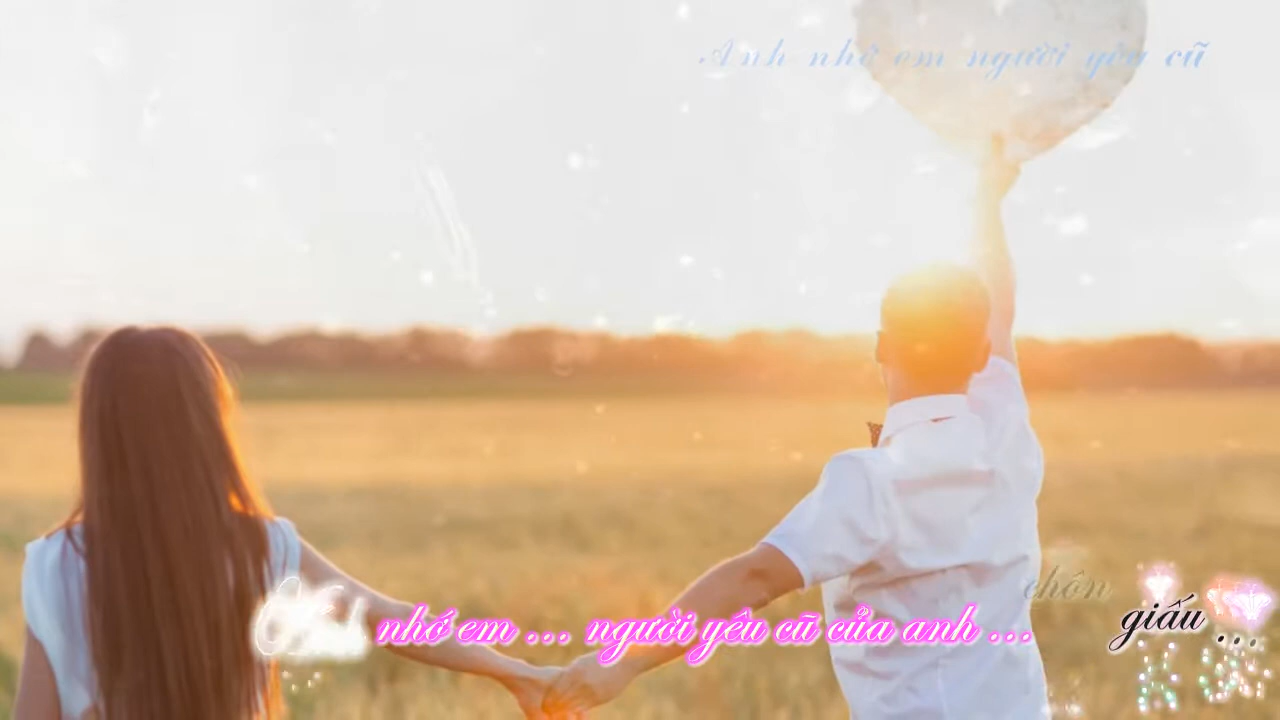 Anh nhớ em người yêu cũ
nhớ em ... người yêu cũ của anh ...
chôn giấu ...